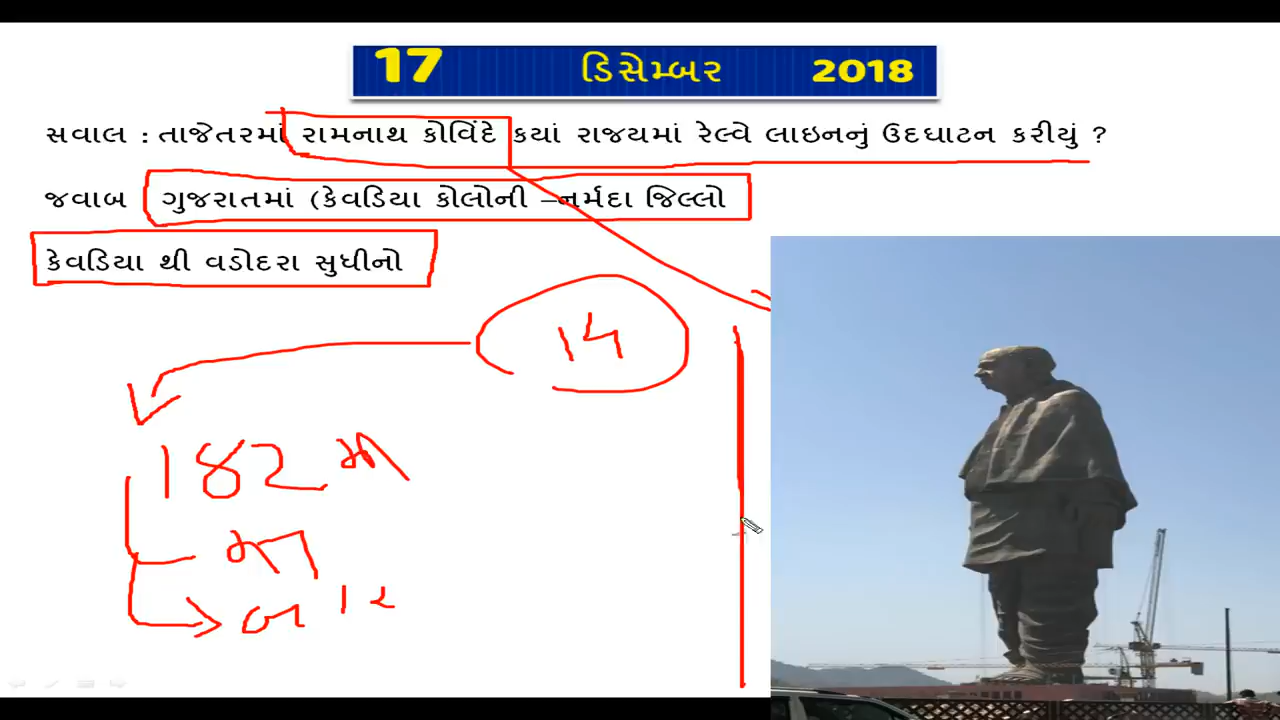 17 ડિસેમ્બર 2018
સવાલ : તાજેતરમાં રામનાથ કોવિંદે કયાં રાજયમાં રેલ્વે લાઇનનું ઉદઘાટન કરીયું ?
જવાબ ગુજરાતમાં (કેવડિયા કોલોની –નર્મદા જિલ્લો
કેવડિયા થી વડોદરા સુધીનો
14
182 મી